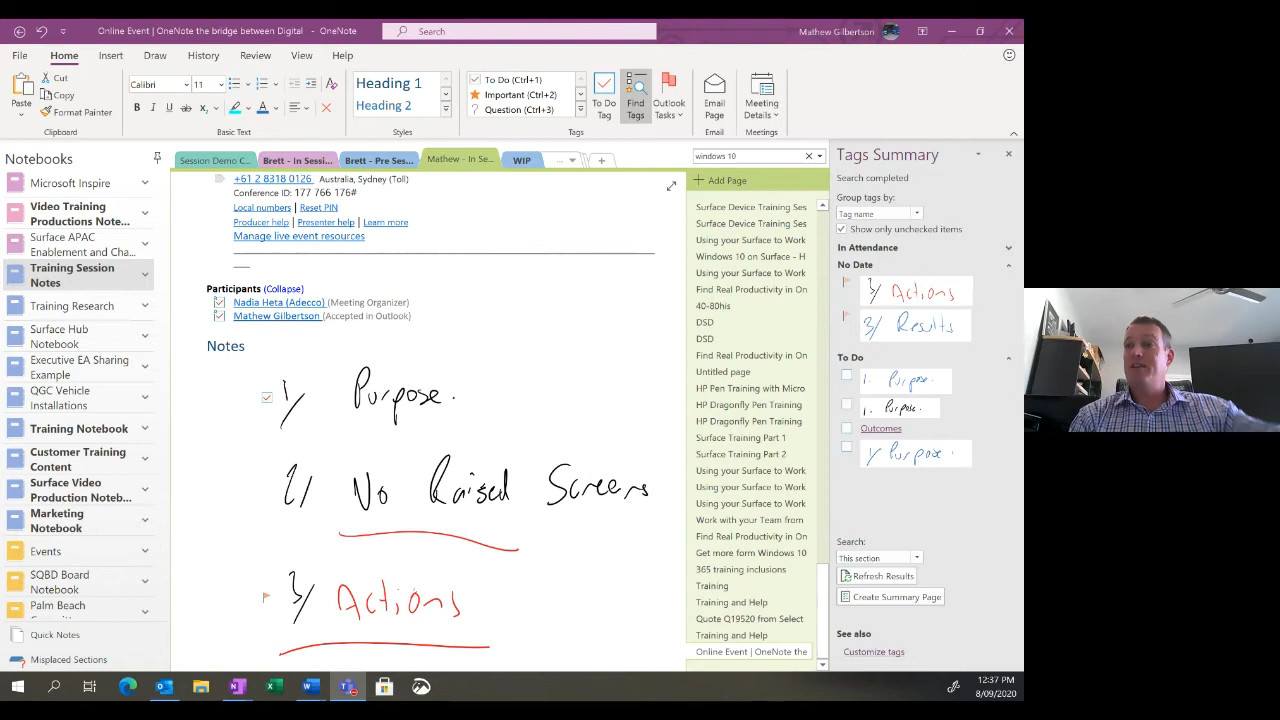 Online Event | OneNote the bridge between Digital - OneNote
Search
Mathew Gilbertson
File Home Insert Draw History Review View Help
Paste
Cut
Copy
Format Painter
Clipboard
Calibri 11
B I U ab x₂ A
Basic Text
Heading 1
Heading 2
Styles
To Do (Ctrl+1)
Important (Ctrl+2)
Question (Ctrl+3)
Tags
To Do Tag
Find Tags
Outlook Tasks
Email Page
Email
Meeting Details
Meetings
Notebooks
Microsoft Inspire
Video Training
Productions Note...
Surface APAC
Enablement and Cha...
Training Session
Notes
Training Research
Surface Hub
Notebook
Executive EA Sharing
Example
QGC Vehicle
Installations
Training Notebook
Customer Training
Content
Surface Video
Production Noteb...
Marketing
Notebook
Events
SQBD Board
Notebook
Palm Beach
Quick Notes
Misplaced Sections
Session Demo C...
Brett - In Sessi...
Brett - Pre Ses...
Mathew - In Se...
WIP
...
+61 2 8318 0126 Australia, Sydney (Toll)
Conference ID: 177 766 176#
Local numbers | Reset PIN
Producer help | Presenter help | Learn more
Manage live event resources
Participants (Collapse)
Nadia Heta (Adecco) (Meeting Organizer)
Mathew Gilbertson (Accepted in Outlook)
Notes
1/ Purpose.
2/ No Raised Screens
3/ Actions
windows 10
Add Page
Surface Device Training Ses
Surface Device Training Ses
Using your Surface to Work
Windows 10 on Surface - H
Using your Surface to Work
Find Real Productivity in On
40-80his
DSD
DSD
Find Real Productivity in On
Untitled page
HP Pen Training with Micro
HP Dragonfly Pen Training
HP Dragonfly Pen Training
Surface Training Part 1
Surface Training Part 2
Using your Surface to Work
Using your Surface to Work
Using your Surface to Work
Work with your Team from
Find Real Productivity in On
Get more form Windows 10
365 training inclusions
Training
Training and Help
Quote Q19520 from Select
Training and Help
Online Event | OneNote the
Tags Summary
Search completed
Group tags by:
Tag name
Show only unchecked items
In Attendance
No Date
3/ Actions
3/ Results
To Do
1. Purpose.
1. Purpose.
Outcomes
1/ Purpose.
Search:
This section
Refresh Results
Create Summary Page
See also
Customize tags
12:37 PM
8/09/2020